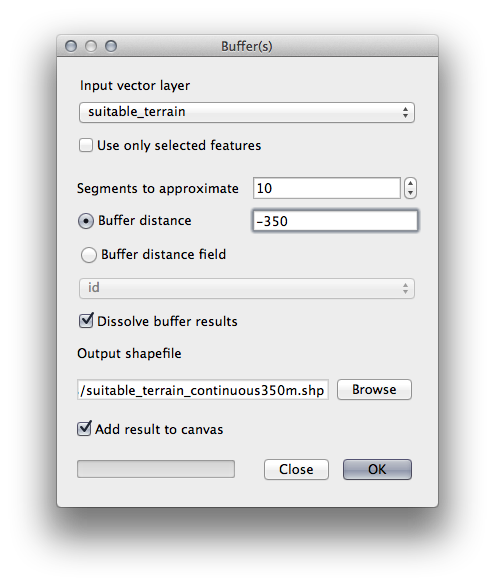 Buffer(s)
Input vector layer
suitable_terrain
Use only selected features
Segments to approximate 10
Buffer distance -350
Buffer distance field
id
Dissolve buffer results
Output shapefile
/suitable_terrain_continuous350m.shp Browse
Add result to canvas
Close OK